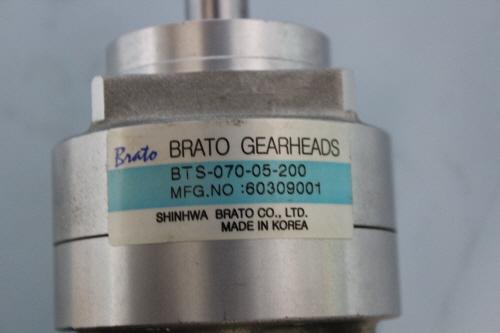 Brato BRATO GEARHEADS
BTS-070-05-200
MFG.NO :60309001
SHINHWA BRATO CO., LTD.
MADE IN KOREA